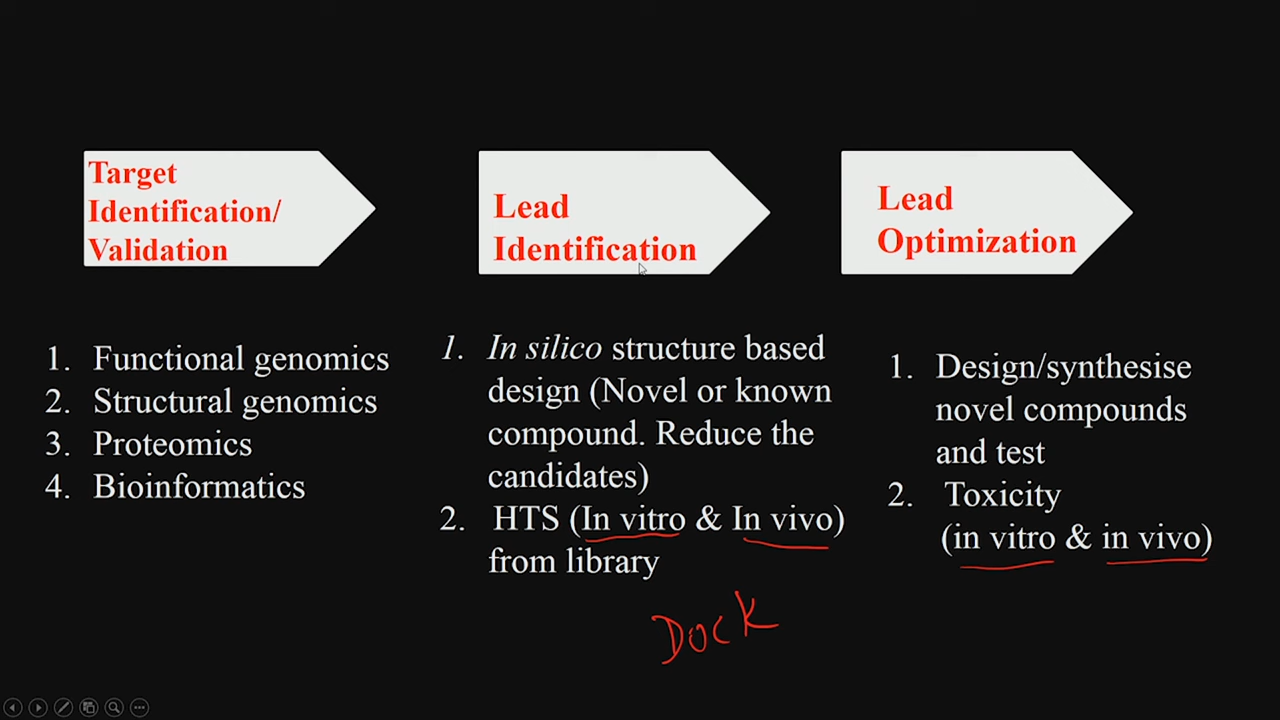 Target
Identification/
Validation
Lead
Identification
Lead
Optimization
1. Functional genomics
2. Structural genomics
3. Proteomics
4. Bioinformatics
1. In silico structure based
design (Novel or known
compound. Reduce the
candidates)
2. HTS (In vitro & In vivo)
from library
1. Design/synthesise
novel compounds
and test
2. Toxicity
(in vitro & in vivo)
DOCK